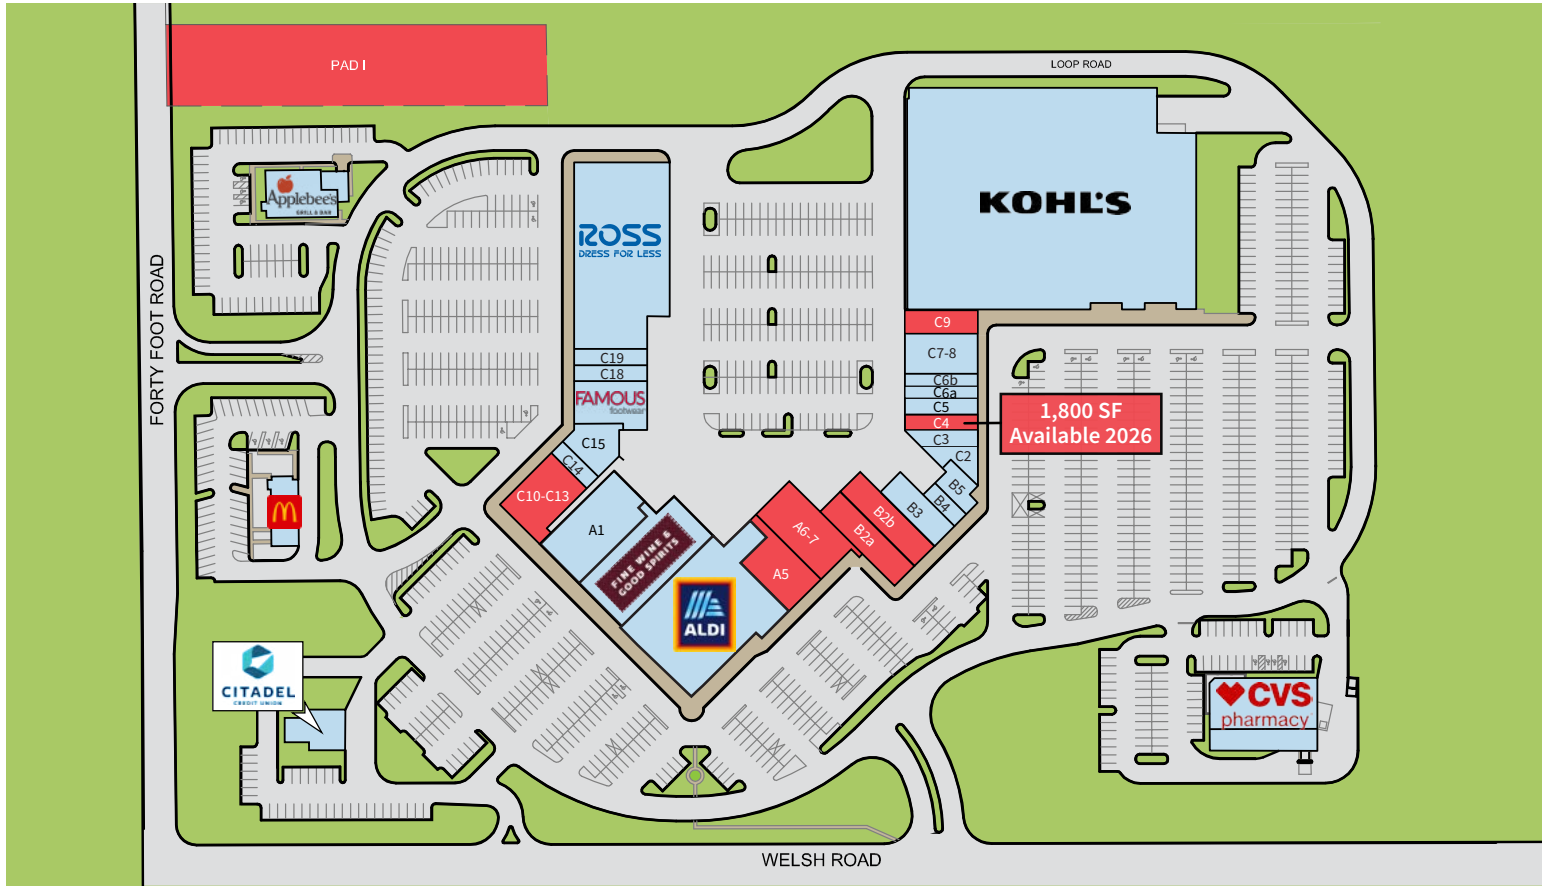 PAD I
LOOP ROAD
Applebee's
GRILL & BAR
ROSS
DRESS FOR LESS
KOHL'S
FORTY FOOT ROAD
C9
C19
C7-8
C18
C6b
C6a
FAMOUS
footwear
C5
C4
1,800 SF
Available 2026
C3
C15
C2
C14
C10-C13
B5
B4
B3
B2b
B2a
A1
A6-7
A5
FINE WINE &
GOOD SPIRITS
ALDI
CITADEL
CREDIT UNION
CVS
pharmacy
WELSH ROAD